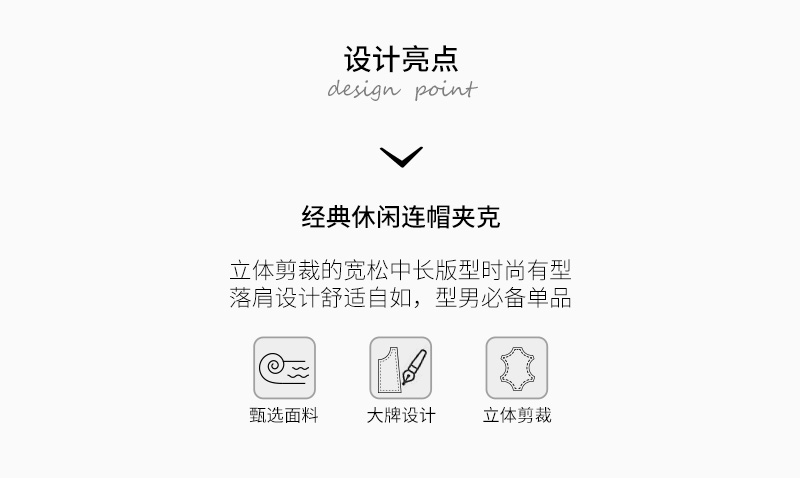 设计亮点
design point
经典休闲连帽夹克
立体剪裁的宽松中长版型时尚有型
落肩设计舒适自如，型男必备单品
甄选面料
大牌设计
立体剪裁